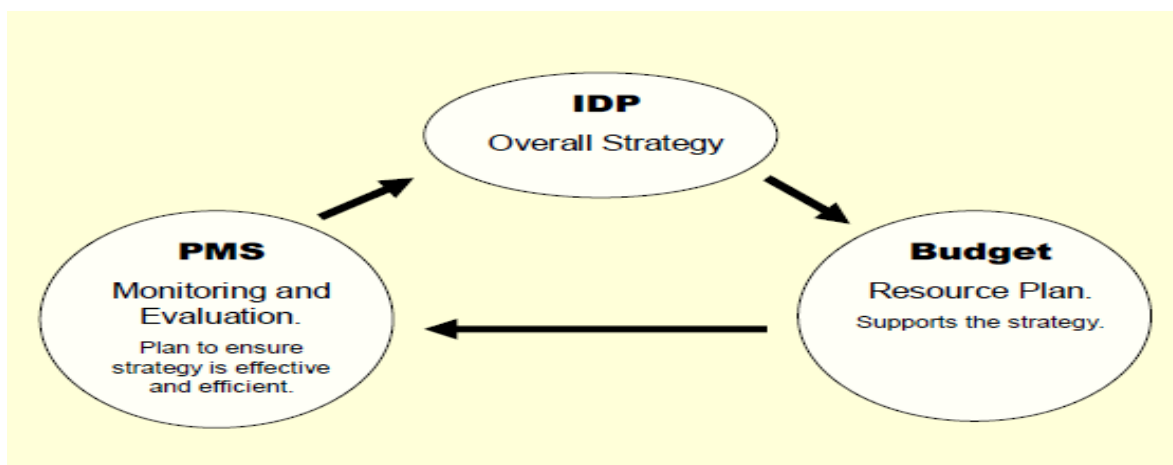 IDP
Overall Strategy
PMS
Monitoring and
Evaluation.
Plan to ensure
strategy is effective
and efficient.
Budget
Resource Plan.
Supports the strategy.